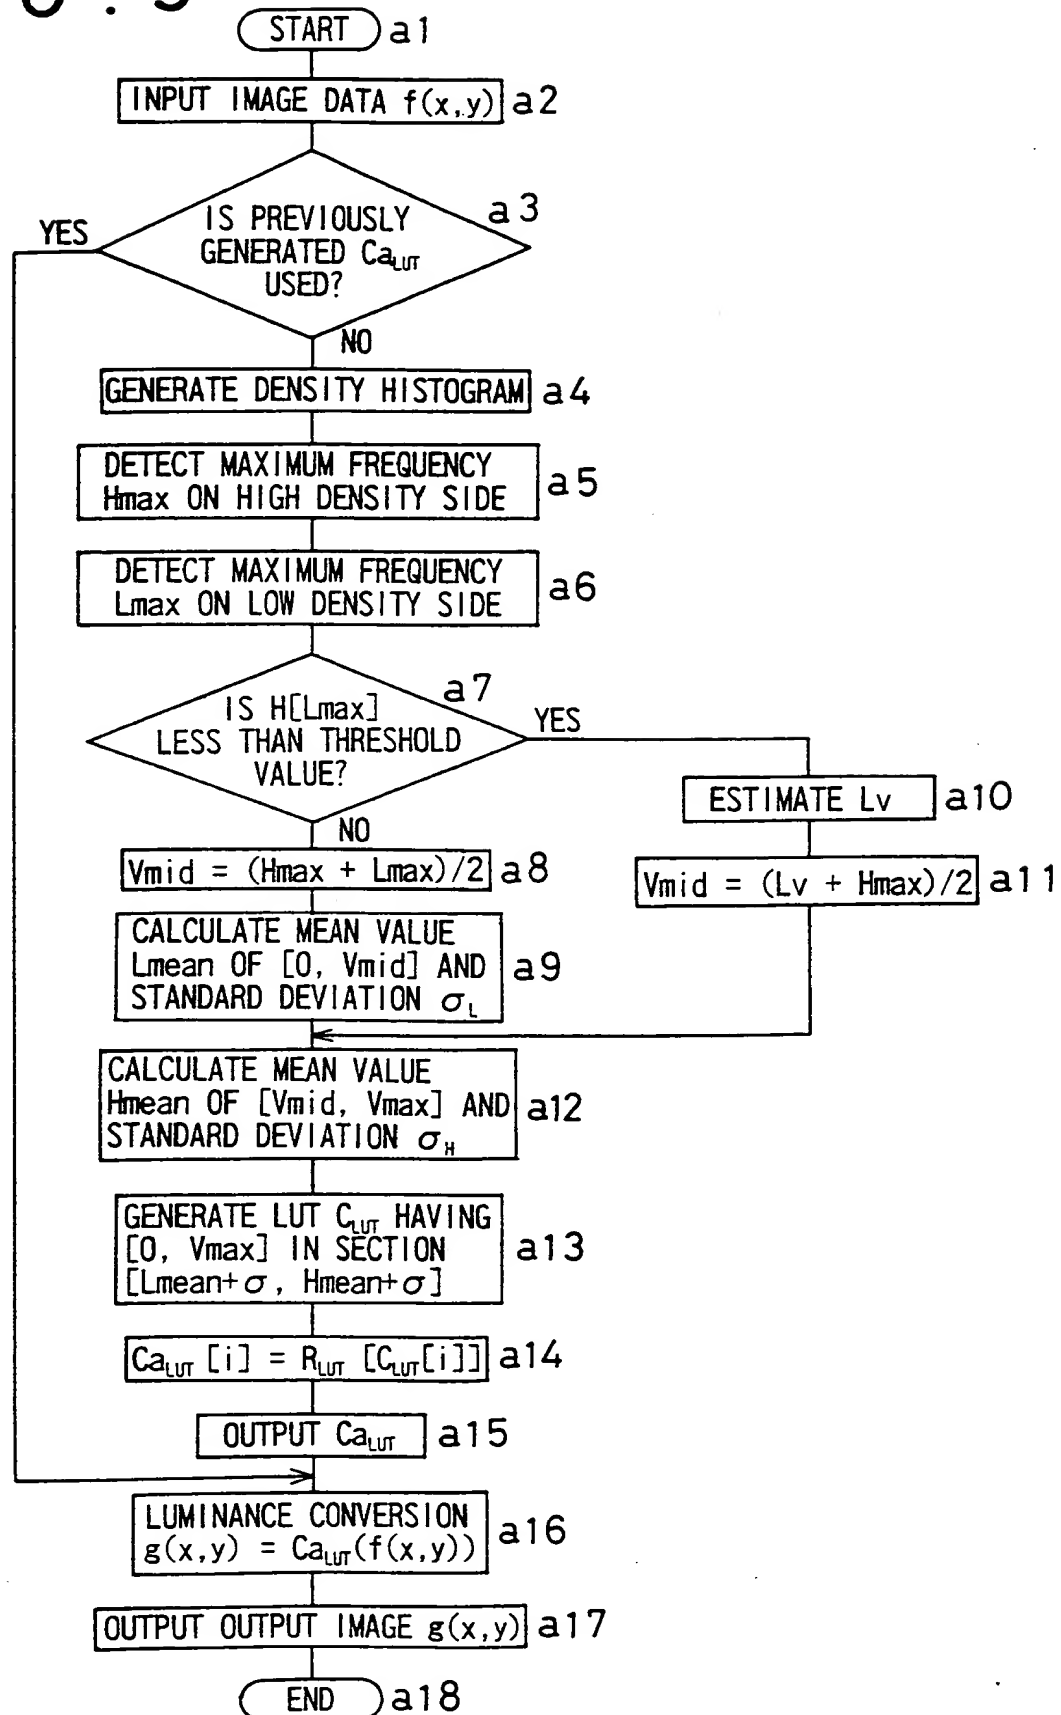 START a1
INPUT IMAGE DATA f(x,y) a2
IS PREVIOUSLY a3
GENERATED Ca_LUT
USED?
YES
NO
GENERATE DENSITY HISTOGRAM a4
DETECT MAXIMUM FREQUENCY
Hmax ON HIGH DENSITY SIDE a5
DETECT MAXIMUM FREQUENCY
Lmax ON LOW DENSITY SIDE a6
IS H[Lmax] a7
LESS THAN THRESHOLD
VALUE?
YES
NO
ESTIMATE Lv a10
Vmid = (Lv + Hmax)/2 a11
Vmid = (Hmax + Lmax)/2 a8
CALCULATE MEAN VALUE
Lmean OF [0, Vmid] AND a9
STANDARD DEVIATION σ_L
CALCULATE MEAN VALUE
Hmean OF [Vmid, Vmax] AND a12
STANDARD DEVIATION σ_H
GENERATE LUT C_LUT HAVING
[0, Vmax] IN SECTION a13
[Lmean+σ, Hmean+σ]
Ca_LUT [i] = R_LUT [C_LUT[i]] a14
OUTPUT Ca_LUT a15
LUMINANCE CONVERSION a16
g(x,y) = Ca_LUT(f(x,y))
OUTPUT OUTPUT IMAGE g(x,y) a17
END a18